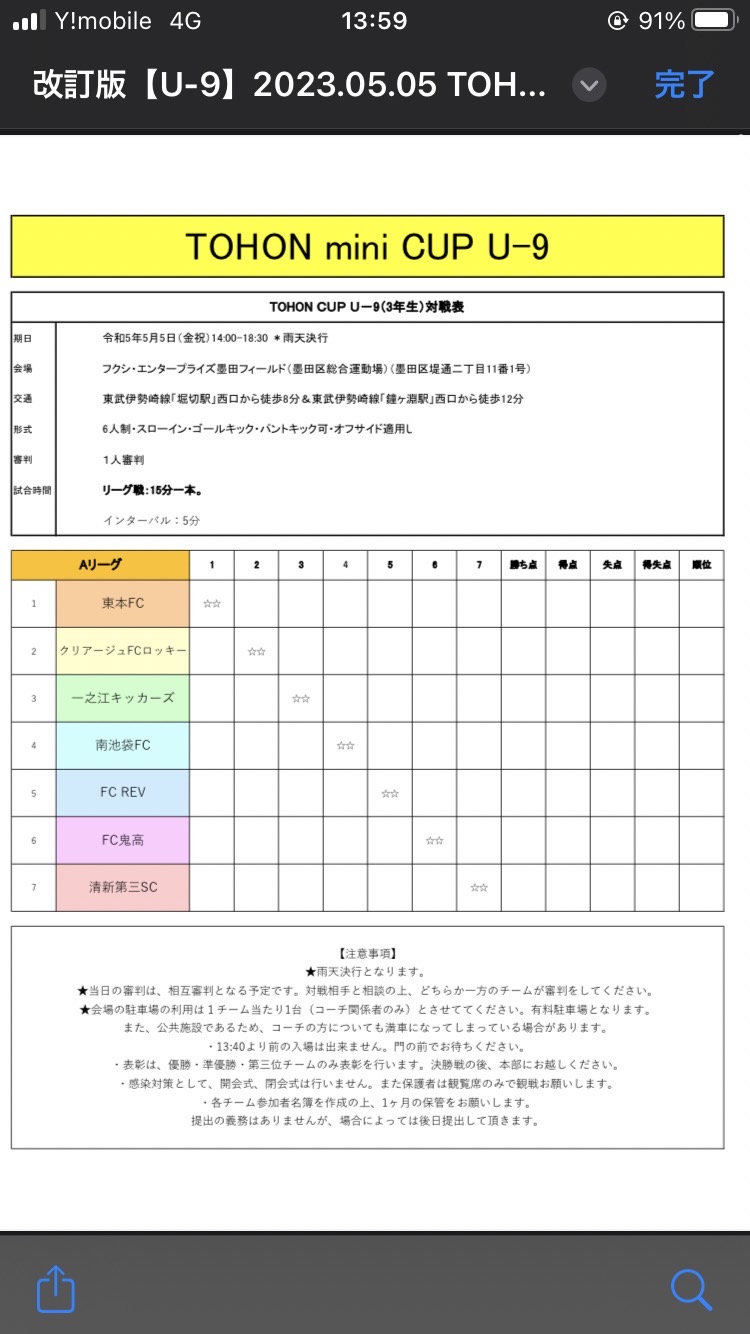 Y!mobile 4G 13:59 91%
改訂版【U-9】2023.05.05 TOH... 完了
TOHON mini CUP U-9
TOHON CUP U-9(3年生)対戦表
期日 令和5年5月5日(金祝)14:00-18:30 *雨天決行
会場 フクシ・エンタープライズ墨田フィールド(墨田区総合運動場)(墨田区堤通二丁目11番1号)
交通 東武伊勢崎線「堀切駅」西口から徒歩8分&東武伊勢崎線「鐘ヶ淵駅」西口から徒歩12分
形式 6人制・スローイン・ゴールキック・パントキック可・オフサイド適用L
審判 1人審判
試合時間 リーグ戦:15分一本。
インターバル:5分
Aリーグ 1 2 3 4 5 6 7 勝ち点 得点 失点 得失点 順位
1 東本FC ☆☆
2 クリアージュFCロッキー ☆☆
3 一之江キッカーズ ☆☆
4 南池袋FC ☆☆
5 FC REV ☆☆
6 FC鬼高 ☆☆
7 清新第三SC ☆☆
【注意事項】
★雨天決行となります。
★当日の審判は、相互審判となる予定です。対戦相手と相談の上、どちらか一方のチームが審判をしてください。
★会場の駐車場の利用は1チーム当たり1台(コーチ関係者のみ)とさせててください。有料駐車場となります。
また、公共施設であるため、コーチの方についても満車になってしまっている場合があります。
・13:40より前の入場は出来ません。門の前でお待ちください。
・表彰は、優勝・準優勝・第三位チームのみ表彰を行います。決勝戦の後、本部にお越しください。
・感染対策として、開会式、閉会式は行いません。また保護者は観覧席のみで観戦お願いします。
・各チーム参加者名簿を作成の上、1ヶ月の保管をお願いします。
提出の義務はありませんが、場合によっては後日提出して頂きます。